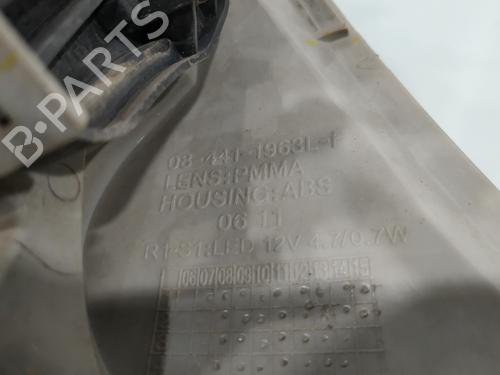 08-441-1963L-
LENS:PMMA
HOUSING:ABS
06 11
R1-S1:LED 12V 4.7/0.7W
06 07 08 09 10 11 12 13 14 15
B-PARTS